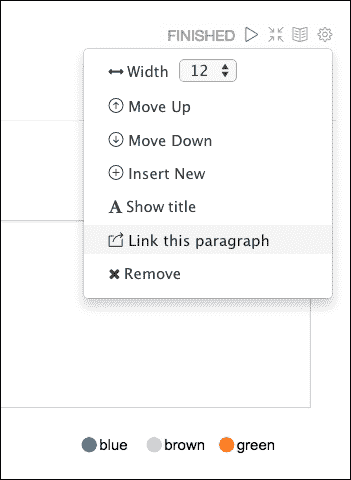 FINISHED
Width 12
Move Up
Move Down
Insert New
Show title
Link this paragraph
Remove
blue brown green